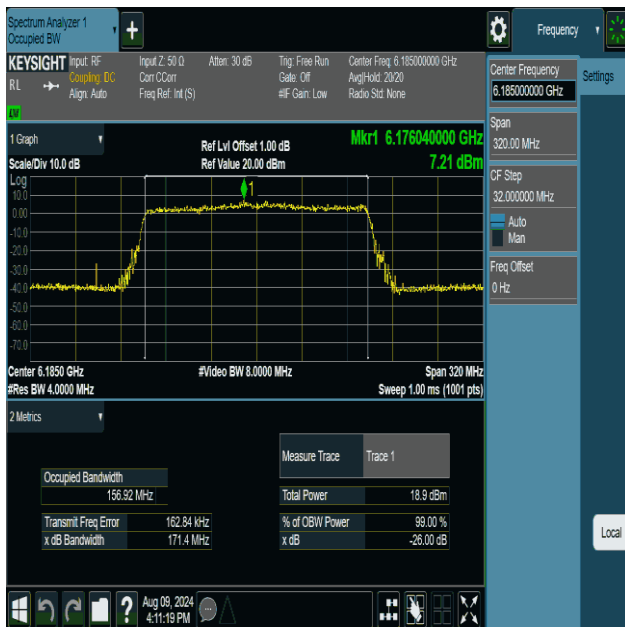 Spectrum Analyzer 1
Occupied BW
Frequency
KEYSIGHT
RL
Input: RF
Coupling: DC
Align: Auto
Input Z: 50 Ω
Corr CCorr
Freq Ref: Int (S)
Atten: 30 dB
Trig: Free Run
Gate: Off
#IF Gain: Low
Center Freq: 6.185000000 GHz
Avg|Hold: 20/20
Radio Std: None
LNI
Center Frequency
6.185000000 GHz
Settings
Span
320.00 MHz
CF Step
32.000000 MHz
Auto
Man
Freq Offset
0 Hz
1 Graph
Scale/Div 10.0 dB
Ref Lvl Offset 1.00 dB
Ref Value 20.00 dBm
Mkr1 6.176040000 GHz
7.21 dBm
Log
1
10.0
0.00
-10.0
-20.0
-30.0
-40.0
-50.0
-60.0
-70.0
Center 6.1850 GHz
#Res BW 4.0000 MHz
#Video BW 8.0000 MHz
Span 320 MHz
Sweep 1.00 ms (1001 pts)
2 Metrics
Measure Trace
Trace 1
Occupied Bandwidth
156.92 MHz
Total Power
18.9 dBm
Transmit Freq Error
162.84 kHz
% of OBW Power
99.00 %
x dB Bandwidth
171.4 MHz
x dB
-26.00 dB
Local
?
Aug 09, 2024
4:11:19 PM